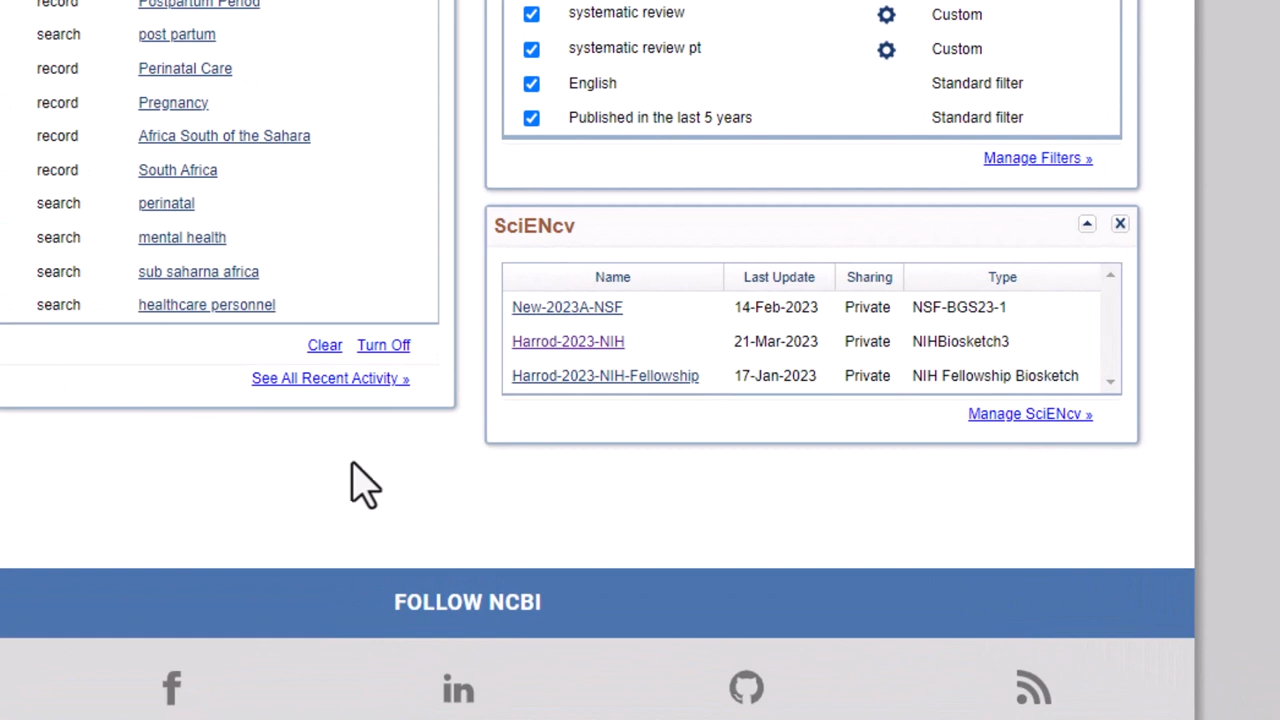 record Postpartum Period
search post partum
record Perinatal Care
record Pregnancy
record Africa South of the Sahara
record South Africa
search perinatal
search mental health
search sub saharna africa
search healthcare personnel
Clear Turn Off
See All Recent Activity »
systematic review Custom
systematic review pt Custom
English Standard filter
Published in the last 5 years Standard filter
Manage Filters »
SciENcv
Name Last Update Sharing Type
New-2023A-NSF 14-Feb-2023 Private NSF-BGS23-1
Harrod-2023-NIH 21-Mar-2023 Private NIHBiosketch3
Harrod-2023-NIH-Fellowship 17-Jan-2023 Private NIH Fellowship Biosketch
Manage SciENcv »
FOLLOW NCBI